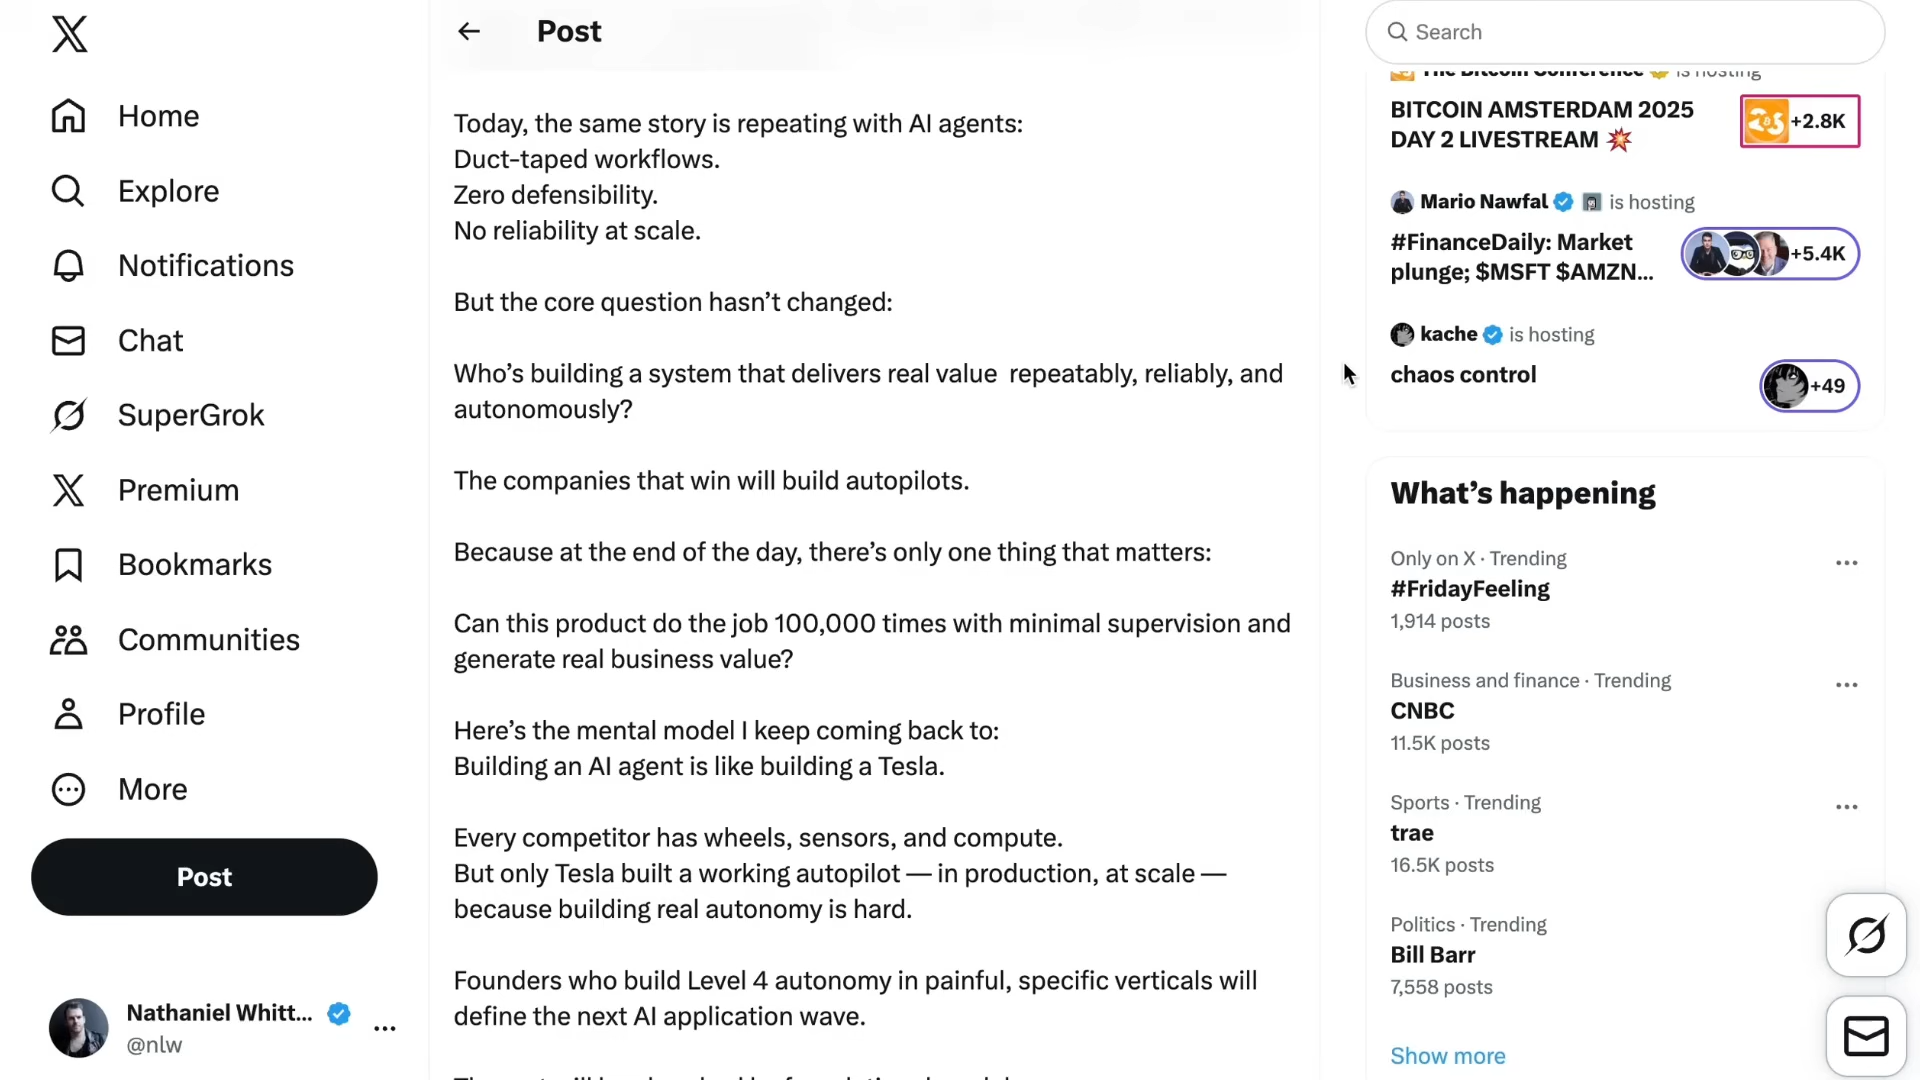 Home
Explore
Notifications
Chat
SuperGrok
Premium
Bookmarks
Communities
Profile
More
Post
Nathaniel Whitt...
@nlw
Post
Today, the same story is repeating with AI agents:
Duct-taped workflows.
Zero defensibility.
No reliability at scale.
But the core question hasn’t changed:
Who’s building a system that delivers real value  repeatably, reliably, and
autonomously?
The companies that win will build autopilots.
Because at the end of the day, there’s only one thing that matters:
Can this product do the job 100,000 times with minimal supervision and
generate real business value?
Here’s the mental model I keep coming back to:
Building an AI agent is like building a Tesla.
Every competitor has wheels, sensors, and compute.
But only Tesla built a working autopilot — in production, at scale —
because building real autonomy is hard.
Founders who build Level 4 autonomy in painful, specific verticals will
define the next AI application wave.
Search
The Bitcoin Conference is hosting
BITCOIN AMSTERDAM 2025
DAY 2 LIVESTREAM 💥
+2.8K
Mario Nawfal is hosting
#FinanceDaily: Market
plunge; $MSFT $AMZN...
+5.4K
kache is hosting
chaos control
+49
What’s happening
Only on X · Trending
#FridayFeeling
1,914 posts
Business and finance · Trending
CNBC
11.5K posts
Sports · Trending
trae
16.5K posts
Politics · Trending
Bill Barr
7,558 posts
Show more